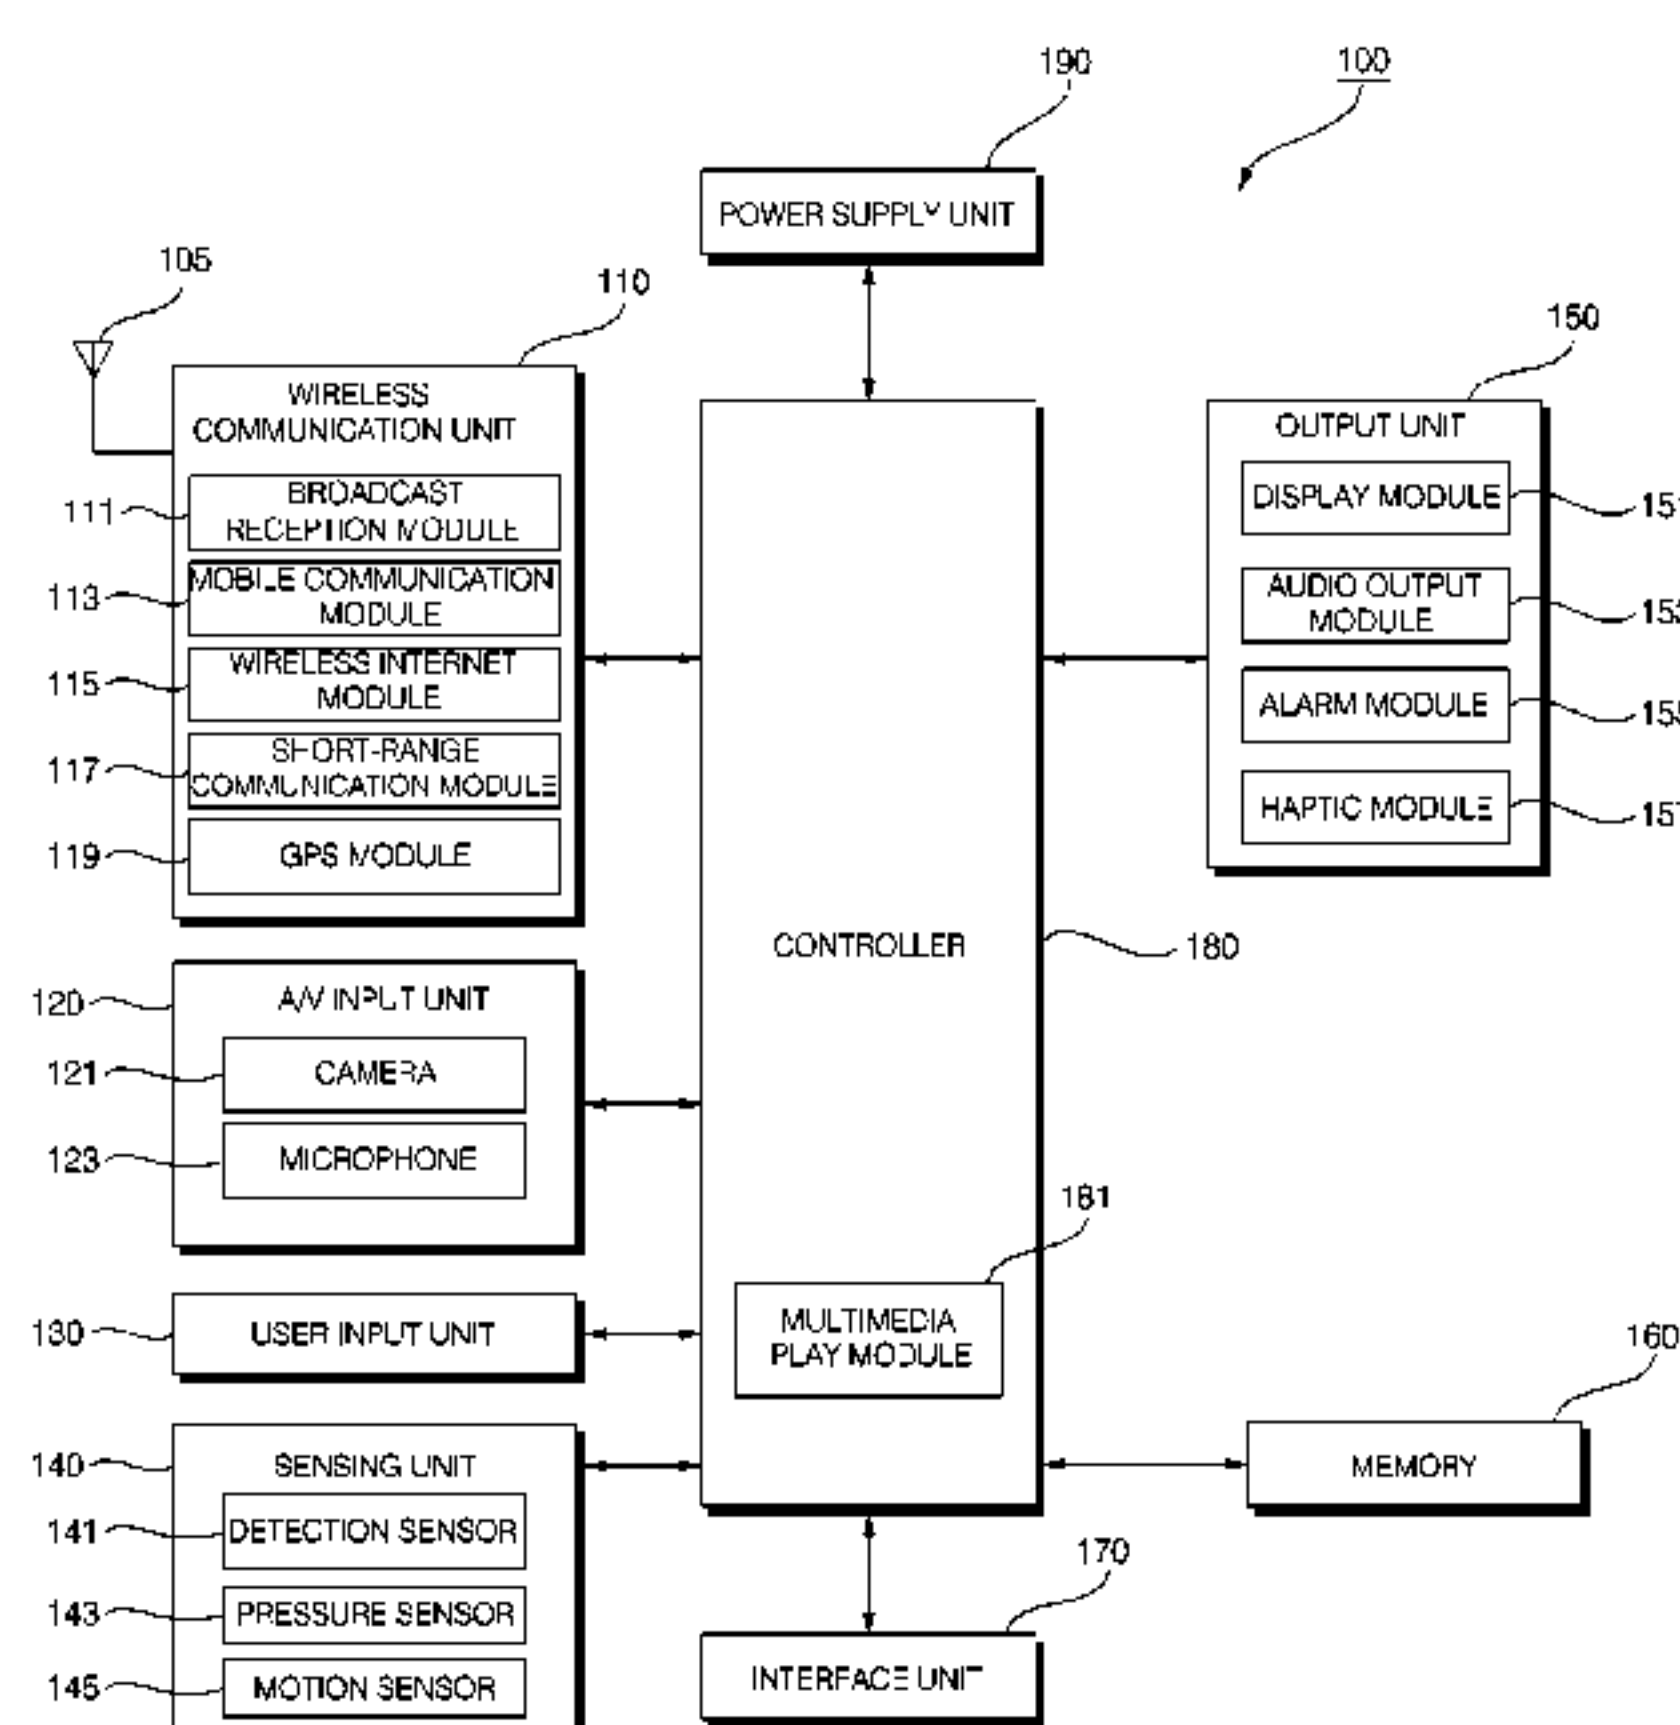 190
100
POWER SUPPLY UNIT
105
110
150
WIRELESS
COMMUNICATION UNIT
OUTPUT UNIT
111
BROADCAST
RECEPTION MODULE
DISPLAY MODULE
113
MOBILE COMMUNICATION
MODULE
AUDIO OUTPUT
MODULE
115
WIRELESS INTERNET
MODULE
ALARM MODULE
117
SHORT-RANGE
COMMUNICATION MODULE
HAPTIC MODULE
119
GPS MODULE
CONTROLLER
180
120
A/V INPUT UNIT
121
CAMERA
123
MICROPHONE
181
MULTIMEDIA
PLAY MODULE
130
USER INPUT UNIT
160
140
SENSING UNIT
MEMORY
141
DETECTION SENSOR
170
143
PRESSURE SENSOR
145
MOTION SENSOR
INTERFACE UNIT